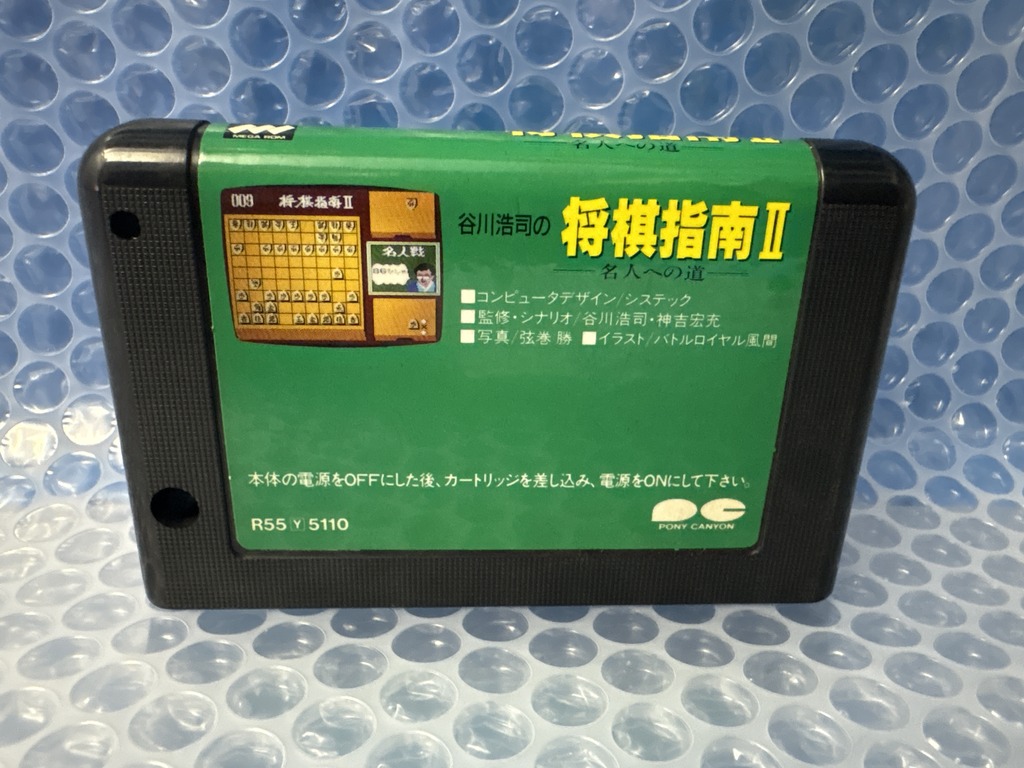 MEGA ROM
名人への道
009 将棋指南II
名人戦
谷川浩司の
将棋指南II
名人への道
■コンピュータデザイン/システック
■監修・シナリオ/谷川浩司・神吉宏充
■写真/弦巻 勝 ■イラスト/バトルロイヤル風間
本体の電源をOFFにした後、カートリッジを差し込み、電源をONにして下さい。
R55 Y 5110
PONY CANYON